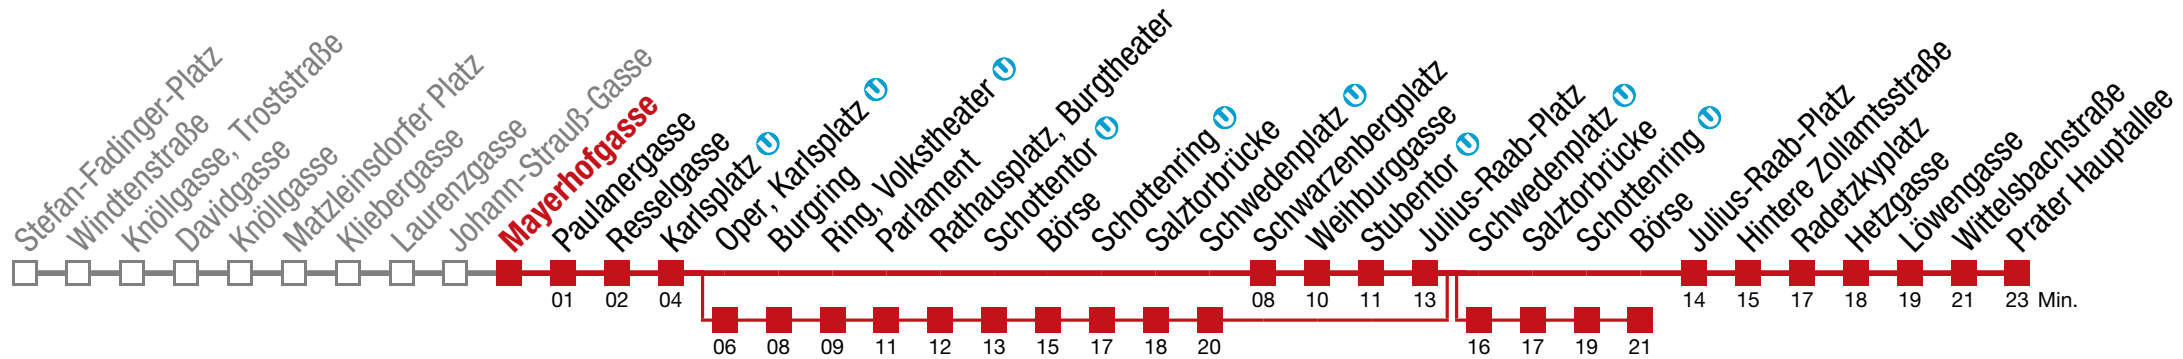 Stefan-Fadinger-Platz
Windtenstraße
Knöllgasse, Troststraße
Davidgasse
Knöllgasse
Matzleinsdorfer Platz
Kliebergasse
Laurenzgasse
Johann-Strauß-Gasse
Mayerhofgasse
Paulanergasse
Resselgasse
Karlsplatz U
Oper, Karlsplatz U
Burgring
Ring, Volkstheater U
Parlament
Rathausplatz, Burgtheater
Schottentor U
Börse
Schottenring U
Salztorbrücke
Schwedenplatz U
Schwarzenbergplatz
Weihburggasse
Stubentor U
Julius-Raab-Platz
Schwedenplatz U
Salztorbrücke
Schottenring U
Börse
Julius-Raab-Platz
Hintere Zollamtsstraße
Radetzkyplatz
Hetzgasse
Löwengasse
Wittelsbachstraße
Prater Hauptallee
01 02 04 08 10 11 13 14 15 17 18 19 21 23 Min.
06 08 09 11 12 13 15 17 18 20 16 17 19 21